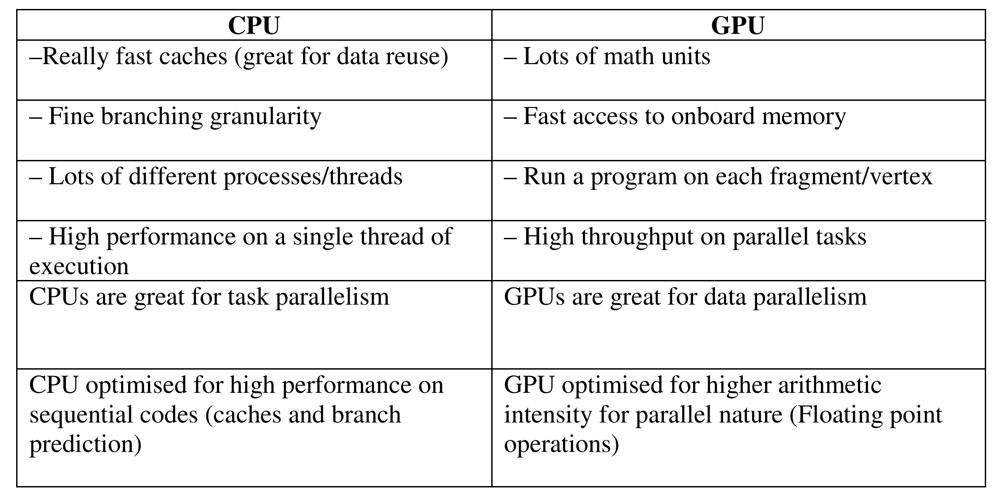 CPU
GPU
–Really fast caches (great for data reuse)
– Lots of math units
– Fine branching granularity
– Fast access to onboard memory
– Lots of different processes/threads
– Run a program on each fragment/vertex
– High performance on a single thread of
execution
– High throughput on parallel tasks
CPUs are great for task parallelism
GPUs are great for data parallelism
CPU optimised for high performance on
sequential codes (caches and branch
prediction)
GPU optimised for higher arithmetic
intensity for parallel nature (Floating point
operations)